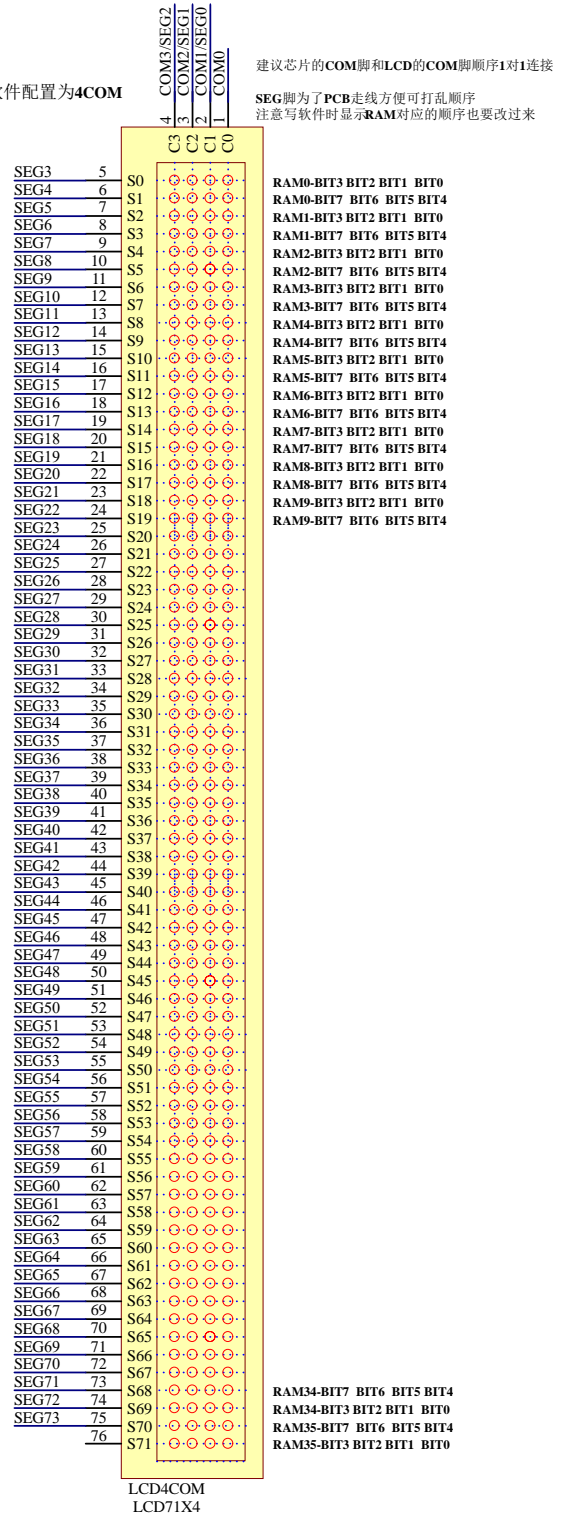 COM3/SEG2
COM2/SEG1
COM1/SEG0
COM0
建议芯片的COM脚和LCD的COM脚顺序1对1连接
件配置为4COM
SEG脚为了PCB走线方便可打乱顺序
注意写软件时显示RAM对应的顺序也要改过来
4 3 2 1
C3 C2 C1 C0
SEG3 5 S0 RAM0-BIT3 BIT2 BIT1 BIT0
SEG4 6 S1 RAM0-BIT7 BIT6 BIT5 BIT4
SEG5 7 S2 RAM1-BIT3 BIT2 BIT1 BIT0
SEG6 8 S3 RAM1-BIT7 BIT6 BIT5 BIT4
SEG7 9 S4 RAM2-BIT3 BIT2 BIT1 BIT0
SEG8 10 S5 RAM2-BIT7 BIT6 BIT5 BIT4
SEG9 11 S6 RAM3-BIT3 BIT2 BIT1 BIT0
SEG10 12 S7 RAM3-BIT7 BIT6 BIT5 BIT4
SEG11 13 S8 RAM4-BIT3 BIT2 BIT1 BIT0
SEG12 14 S9 RAM4-BIT7 BIT6 BIT5 BIT4
SEG13 15 S10 RAM5-BIT3 BIT2 BIT1 BIT0
SEG14 16 S11 RAM5-BIT7 BIT6 BIT5 BIT4
SEG15 17 S12 RAM6-BIT3 BIT2 BIT1 BIT0
SEG16 18 S13 RAM6-BIT7 BIT6 BIT5 BIT4
SEG17 19 S14 RAM7-BIT3 BIT2 BIT1 BIT0
SEG18 20 S15 RAM7-BIT7 BIT6 BIT5 BIT4
SEG19 21 S16 RAM8-BIT3 BIT2 BIT1 BIT0
SEG20 22 S17 RAM8-BIT7 BIT6 BIT5 BIT4
SEG21 23 S18 RAM9-BIT3 BIT2 BIT1 BIT0
SEG22 24 S19 RAM9-BIT7 BIT6 BIT5 BIT4
SEG23 25 S20
SEG24 26 S21
SEG25 27 S22
SEG26 28 S23
SEG27 29 S24
SEG28 30 S25
SEG29 31 S26
SEG30 32 S27
SEG31 33 S28
SEG32 34 S29
SEG33 35 S30
SEG34 36 S31
SEG35 37 S32
SEG36 38 S33
SEG37 39 S34
SEG38 40 S35
SEG39 41 S36
SEG40 42 S37
SEG41 43 S38
SEG42 44 S39
SEG43 45 S40
SEG44 46 S41
SEG45 47 S42
SEG46 48 S43
SEG47 49 S44
SEG48 50 S45
SEG49 51 S46
SEG50 52 S47
SEG51 53 S48
SEG52 54 S49
SEG53 55 S50
SEG54 56 S51
SEG55 57 S52
SEG56 58 S53
SEG57 59 S54
SEG58 60 S55
SEG59 61 S56
SEG60 62 S57
SEG61 63 S58
SEG62 64 S59
SEG63 65 S60
SEG64 66 S61
SEG65 67 S62
SEG66 68 S63
SEG67 69 S64
SEG68 70 S65
SEG69 71 S66
SEG70 72 S67
SEG71 73 S68 RAM34-BIT7 BIT6 BIT5 BIT4
SEG72 74 S69 RAM34-BIT3 BIT2 BIT1 BIT0
SEG73 75 S70 RAM35-BIT7 BIT6 BIT5 BIT4
76 S71 RAM35-BIT3 BIT2 BIT1 BIT0
LCD4COM
LCD71X4